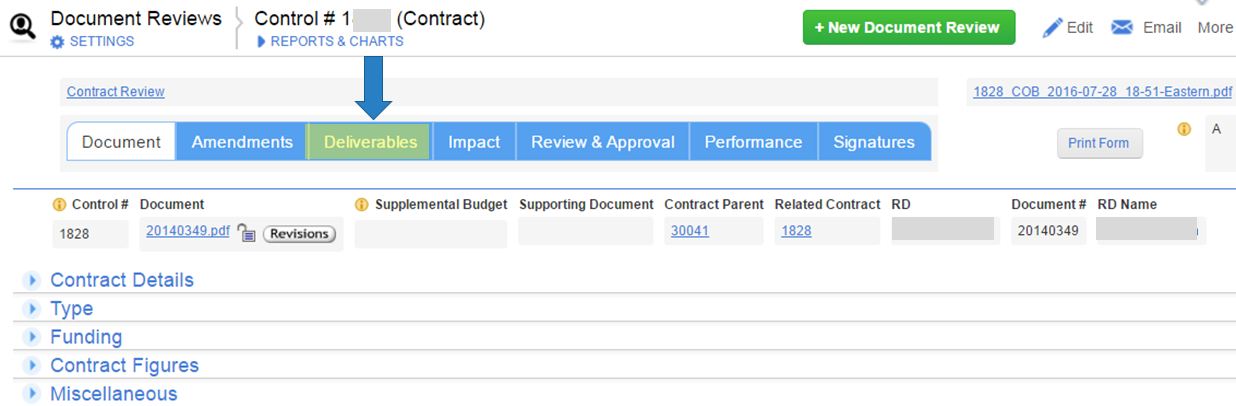 Document Reviews
SETTINGS
Control # 1 (Contract)
REPORTS & CHARTS
+ New Document Review
Edit
Email
More
Contract Review
1828_COB_2016-07-28_18-51-Eastern.pdf
Document Amendments Deliverables Impact Review & Approval Performance Signatures
Print Form
A
Control # Document Supplemental Budget Supporting Document Contract Parent Related Contract RD Document # RD Name
1828 20140349.pdf Revisions 30041 1828 20140349
Contract Details
Type
Funding
Contract Figures
Miscellaneous